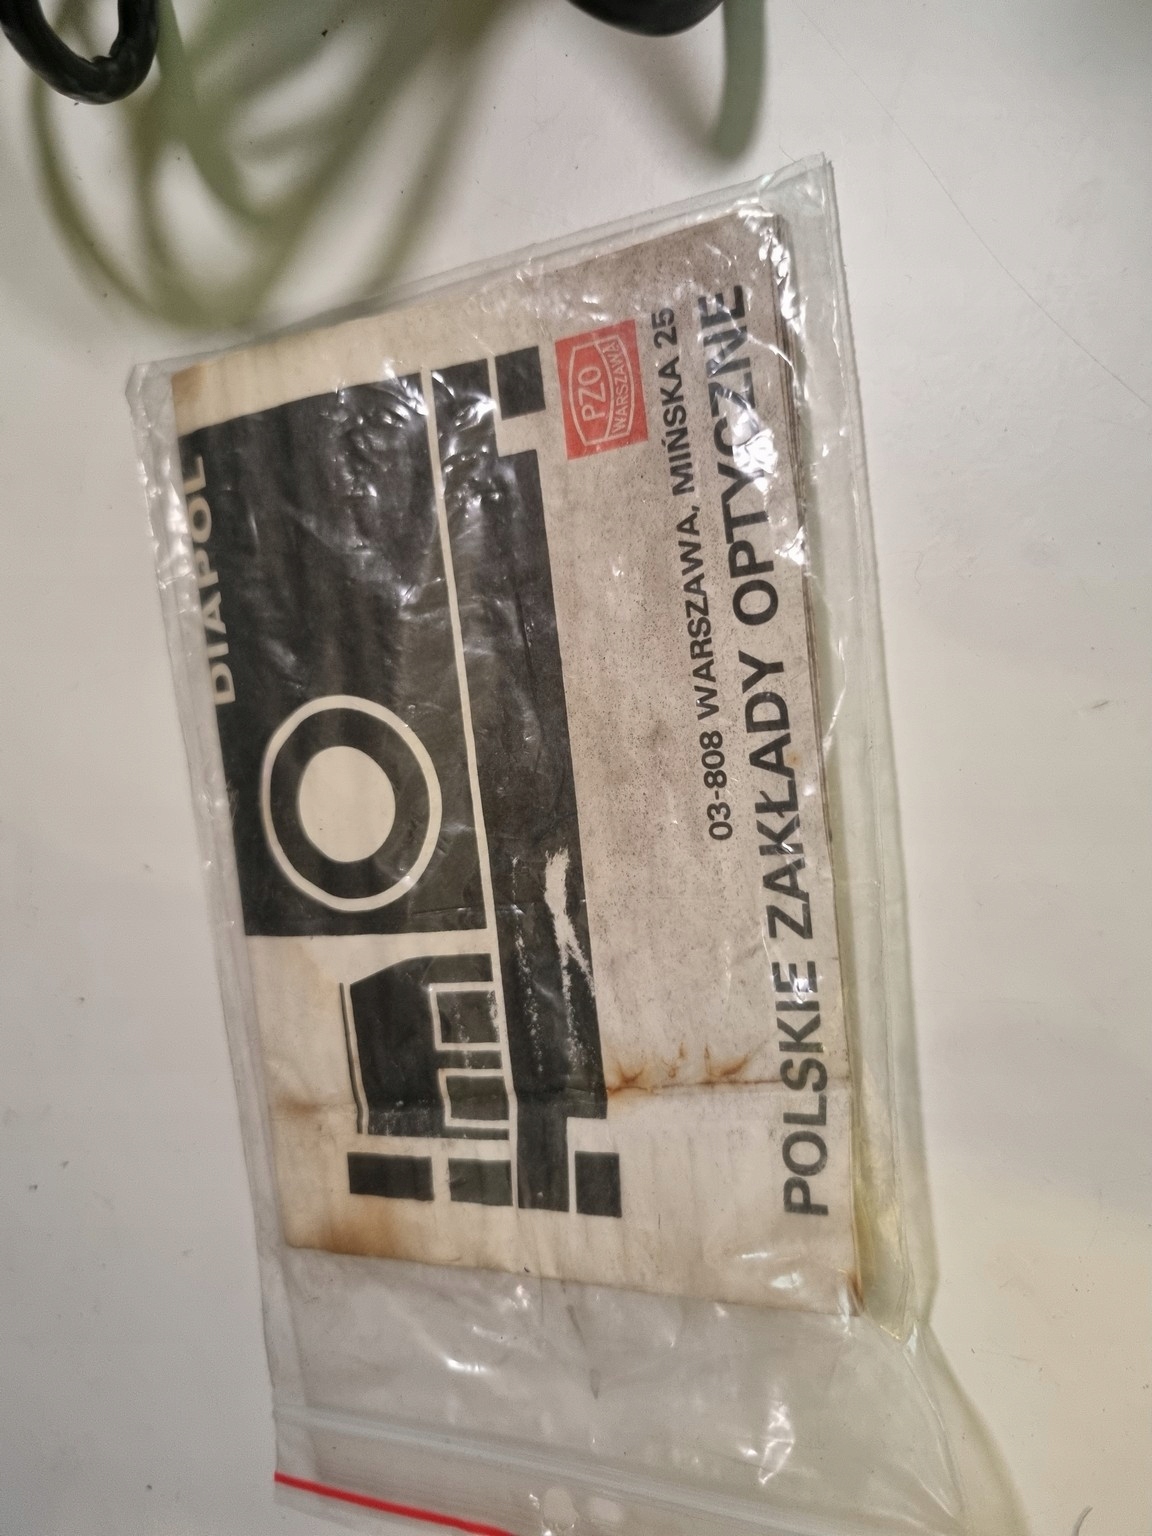 DIAPOL
PZO
WARSZAWA
03-808 WARSZAWA, MIŃSKA 25
POLSKIE ZAKŁADY OPTYCZNE